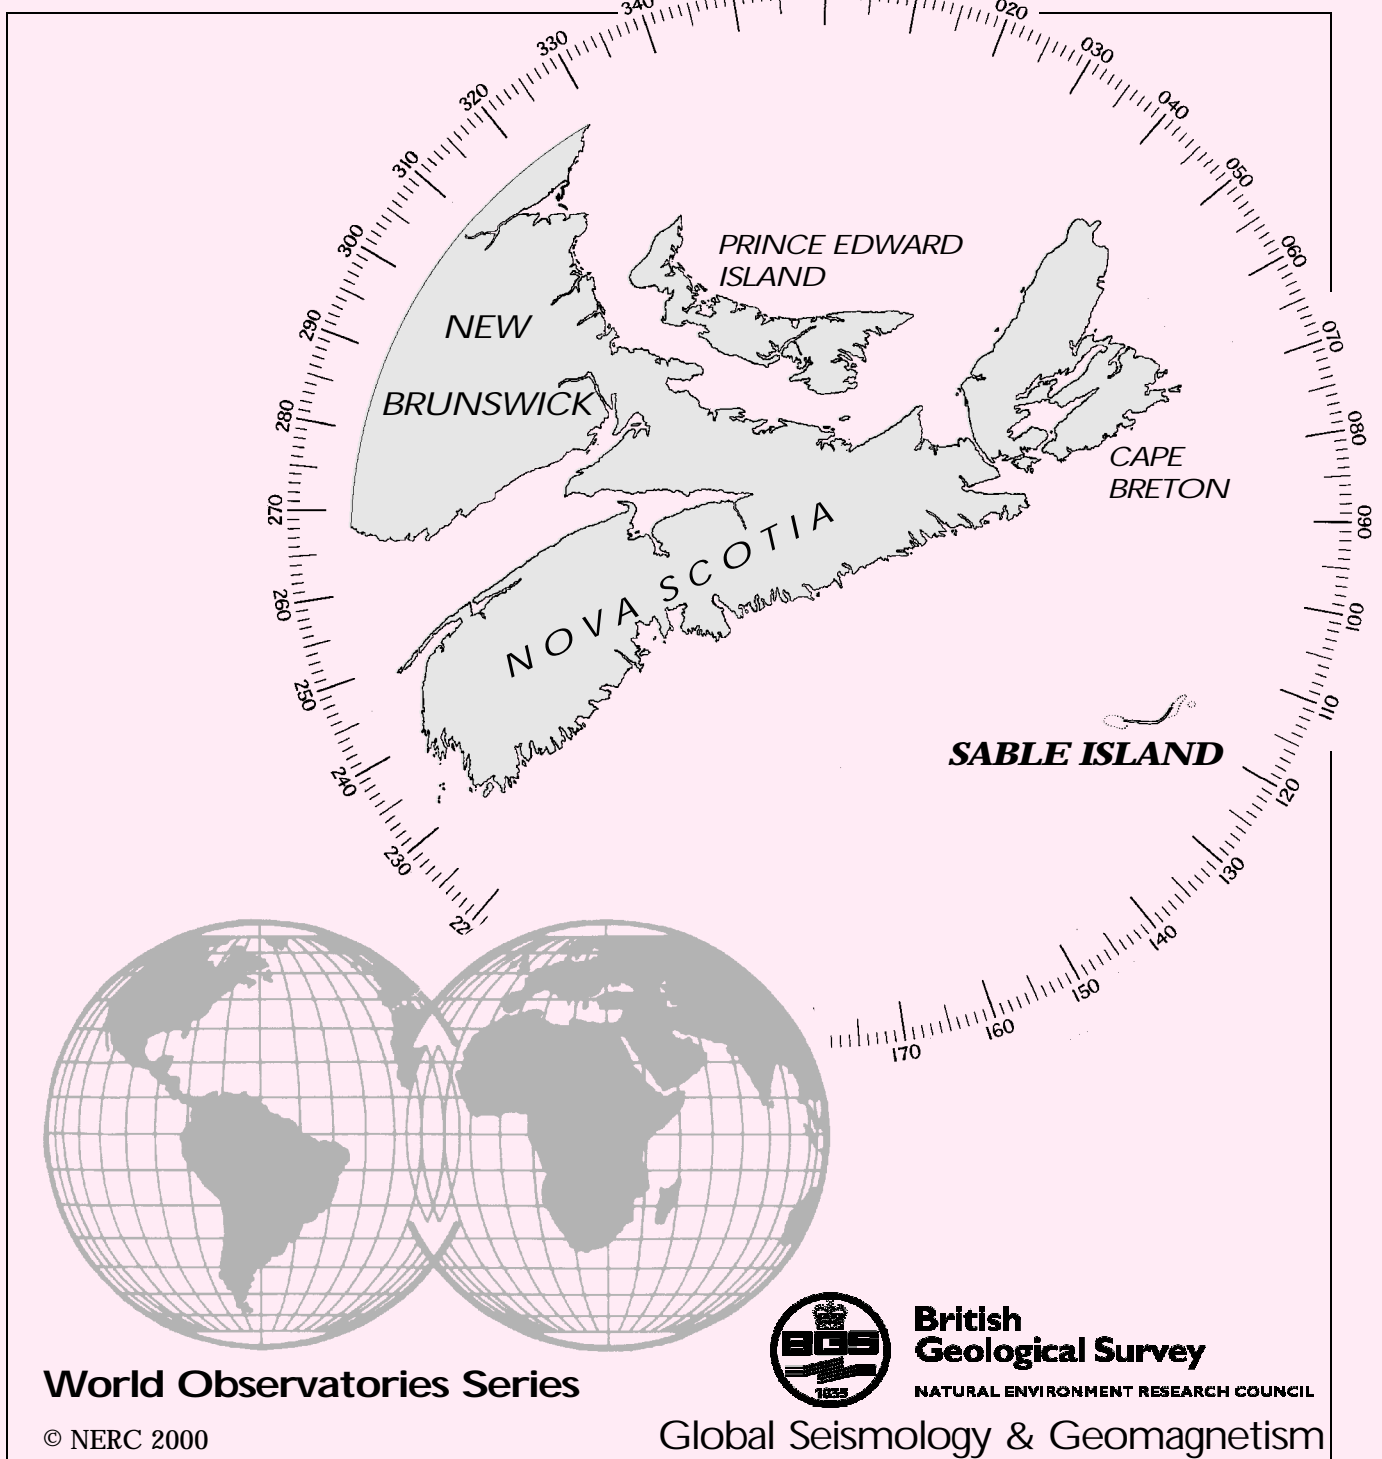 340
020
330
030
320
040
310
050
300
060
PRINCE EDWARD
ISLAND
290
NEW
070
280
BRUNSWICK
080
CAPE
BRETON
270
090
NOVA SCOTIA
260
100
250
110
SABLE ISLAND
240
120
230
130
22
140
150
160
170
BGS
1835
British
Geological Survey
NATURAL ENVIRONMENT RESEARCH COUNCIL
World Observatories Series
© NERC 2000
Global Seismology & Geomagnetism